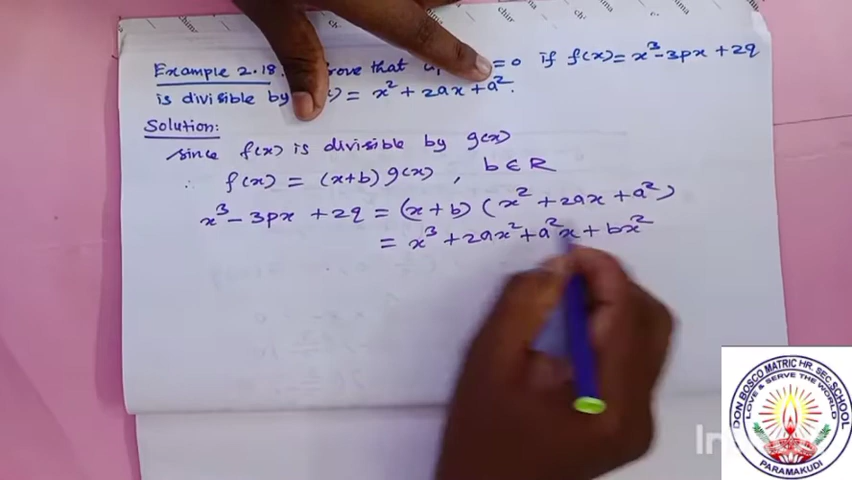 Example 2.18. Prove that = 0 if f(x) = x³ - 3px + 2q
is divisible by = x² + 2ax + a².
Solution:
Since f(x) is divisible by g(x)
∴ f(x) = (x+b) g(x), b ∈ R
x³ - 3px + 2q = (x+b) (x² + 2ax + a²)
= x³ + 2ax² + a²x + bx²
DON BOSCO MATRIC HR. SEC SCHOOL
LOVE & SERVE THE WORLD
PARAMAKUDI